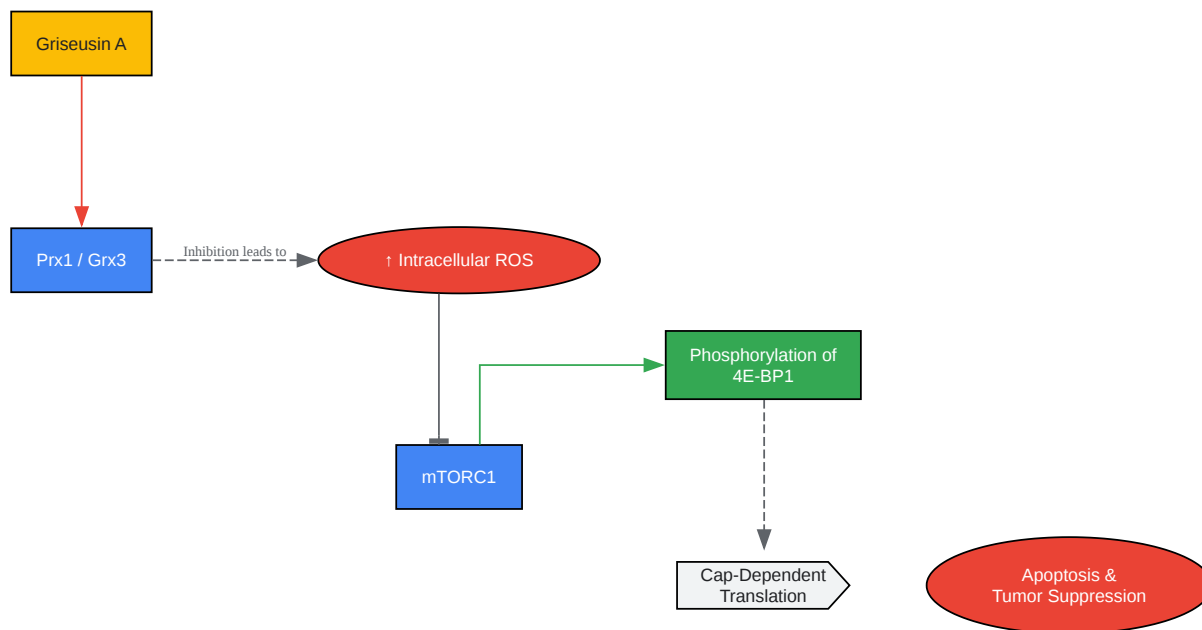 Griseusin A
Prx1 / Grx3
Inhibition leads to
↑ Intracellular ROS
Phosphorylation of
4E-BP1
mTORC1
Cap-Dependent
Translation
Apoptosis &
Tumor Suppression